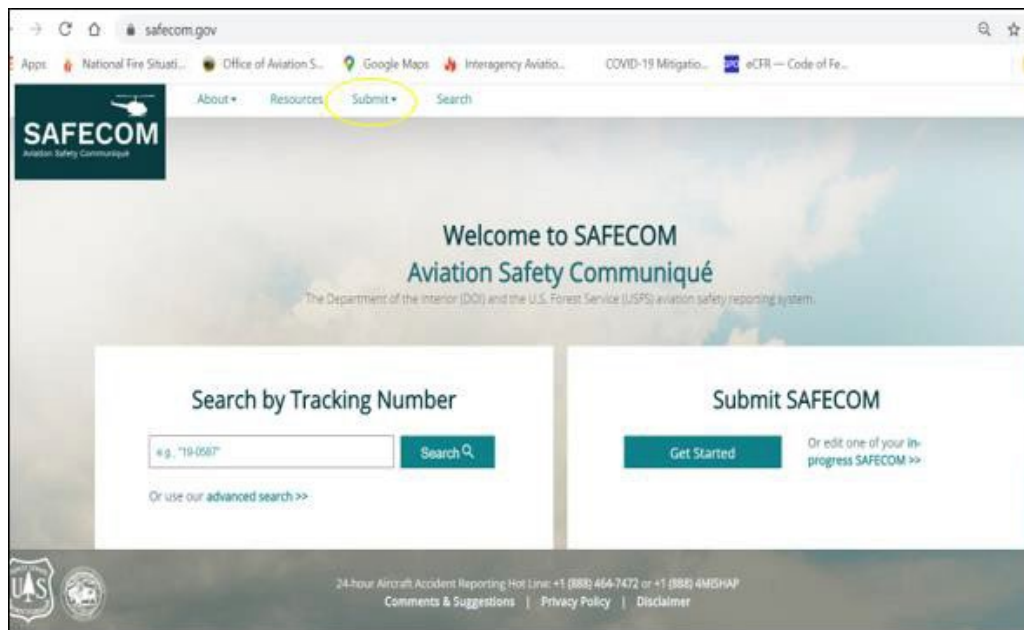 safecom.gov
Apps National Fire Situati... Office of Aviation S... Google Maps Interagency Aviatio... COVID-19 Mitigatio... eCFR — Code of Fe...
About Resources Submit Search
SAFECOM
Aviation Safety Communiqué
Welcome to SAFECOM
Aviation Safety Communiqué
The Department of the Interior (DOI) and the U.S. Forest Service (USFS) aviation safety reporting system.
Search by Tracking Number
e.g., "19-0587"
Search
Or use our advanced search >>
Submit SAFECOM
Get Started
Or edit one of your in-
progress SAFECOM >>
24-hour Aircraft Accident Reporting Hot Line: +1 (888) 464-7472 or +1 (888) 4MISHAP
Comments & Suggestions | Privacy Policy | Disclaimer
UAS